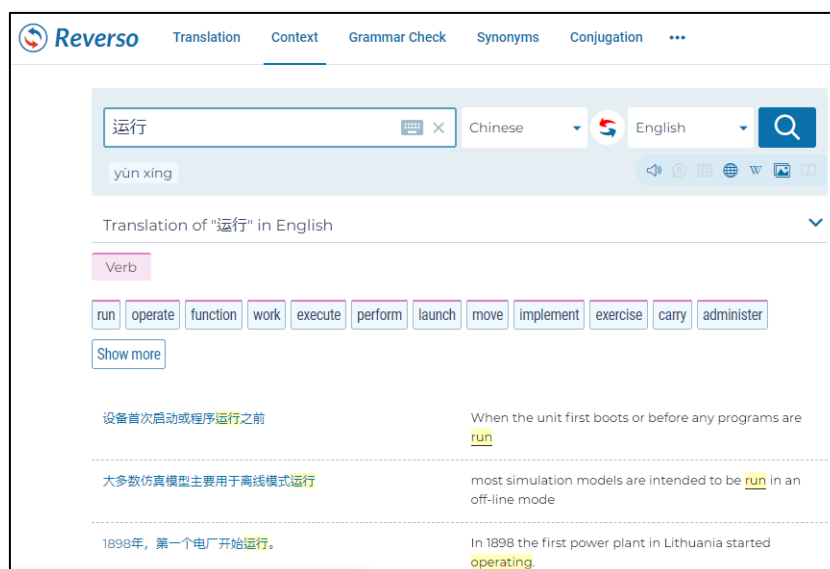 Reverso Translation Context Grammar Check Synonyms Conjugation •••
运行 Chinese English
yùn xíng W
Translation of "运行" in English
Verb
run operate function work execute perform launch move implement exercise carry administer
Show more
设备首次启动或程序运行之前 When the unit first boots or before any programs are
run
大多数仿真模型主要用于离线模式运行 most simulation models are intended to be run in an
off-line mode
1898年，第一个电厂开始运行。 In 1898 the first power plant in Lithuania started
operating.